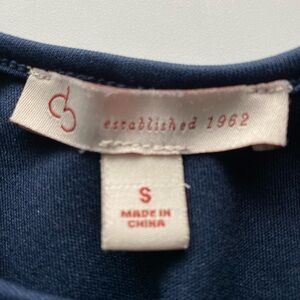 established 1962
S
MADE IN
CHINA